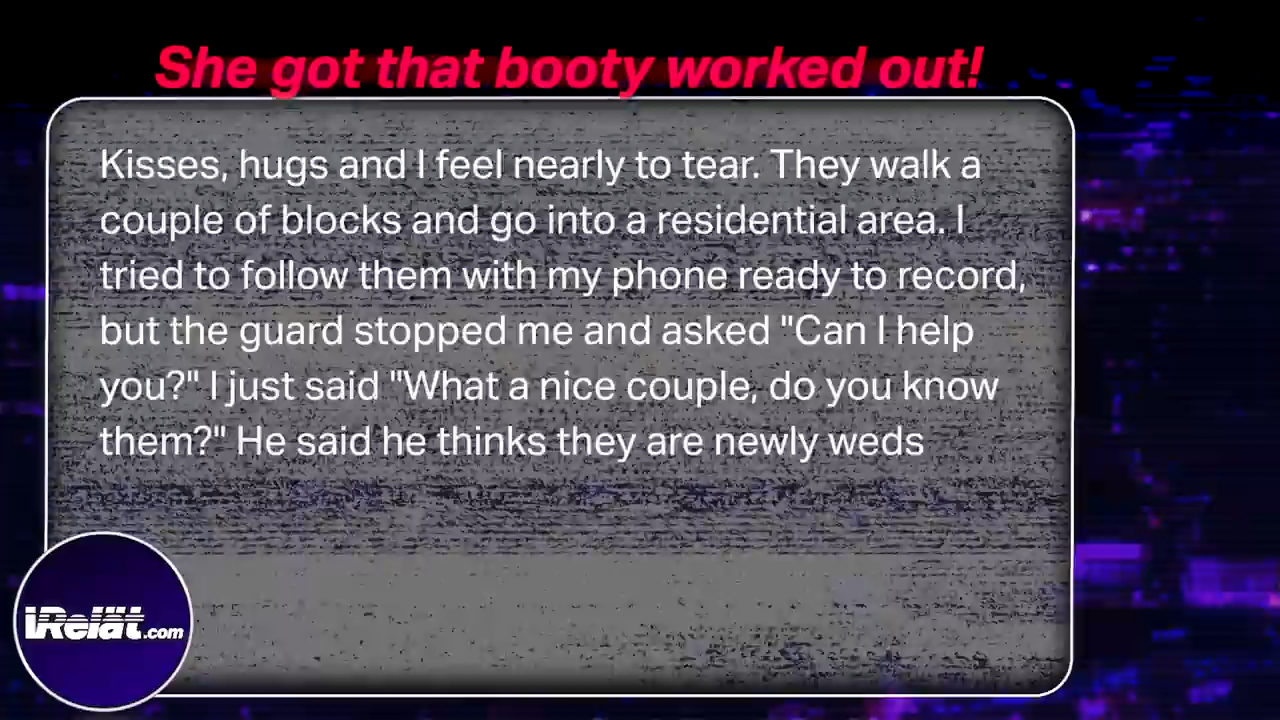 She got that booty worked out!
Kisses, hugs and I feel nearly to tear. They walk a
couple of blocks and go into a residential area. I
tried to follow them with my phone ready to record,
but the guard stopped me and asked "Can I help
you?" I just said "What a nice couple, do you know
them?" He said he thinks they are newly weds
iRelat.com